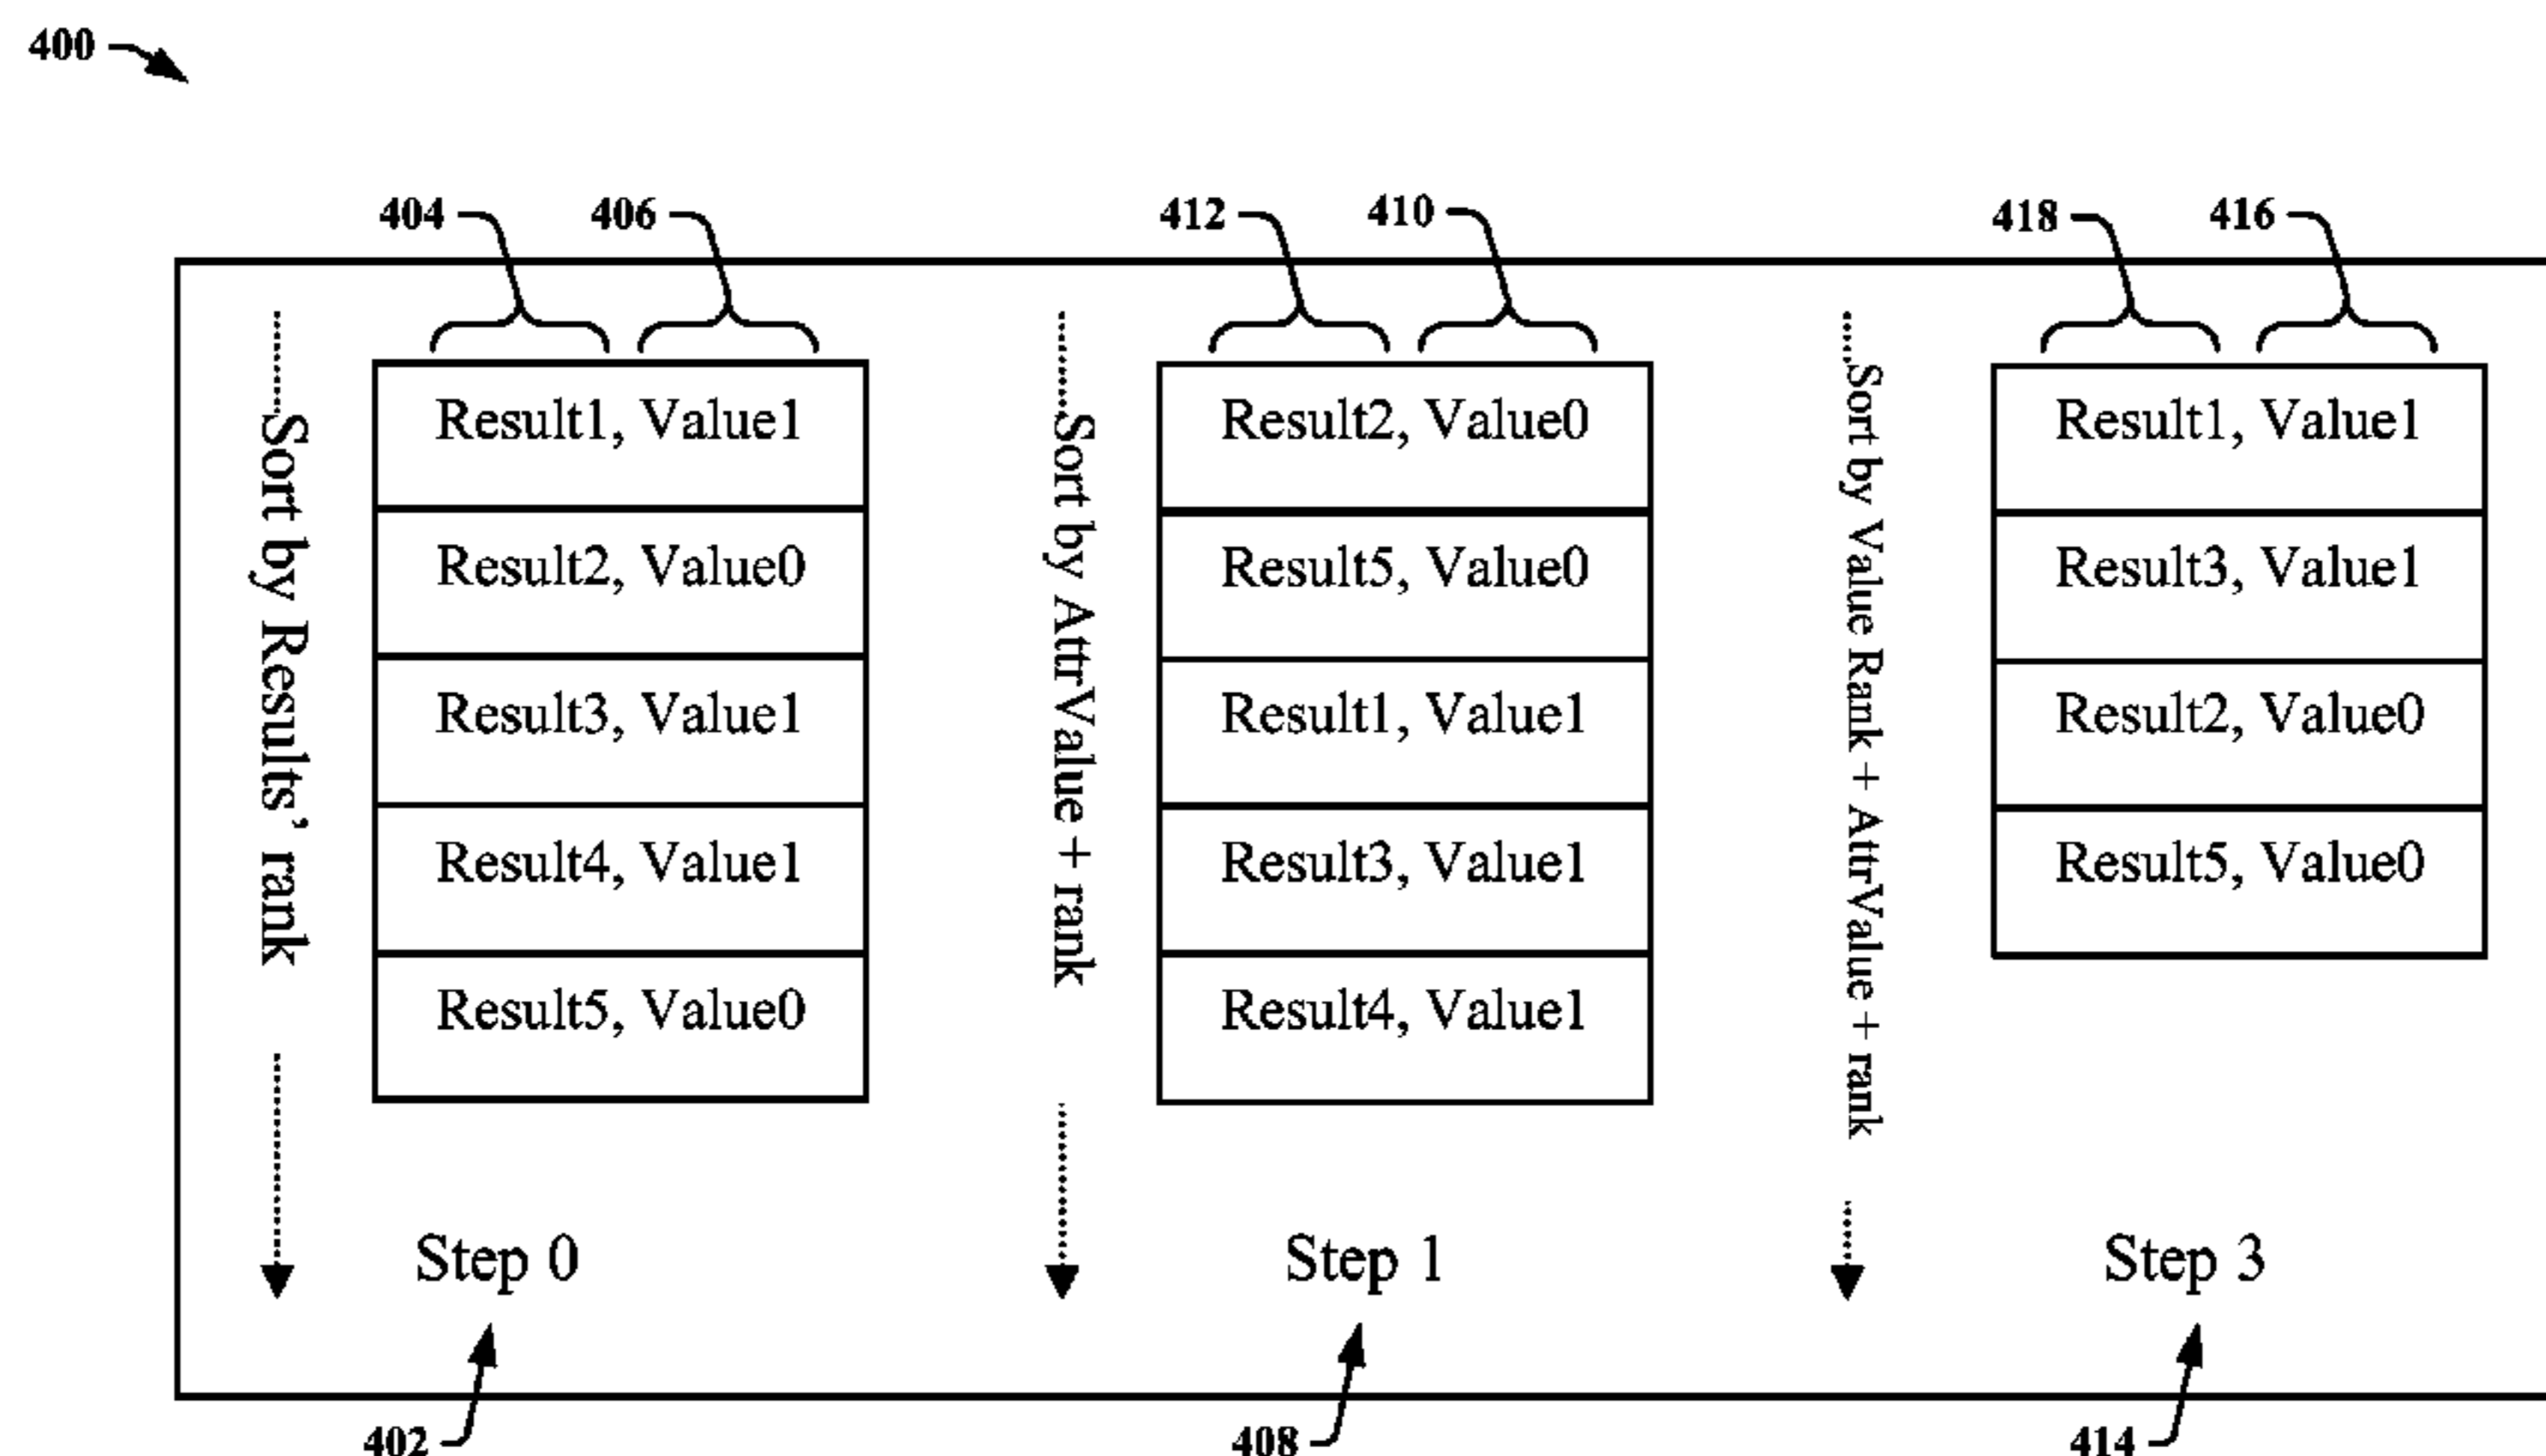 400
404
406
412
410
418
416
Sort by Results’ rank
Result1, Value1
Result2, Value0
Result3, Value1
Result4, Value1
Result5, Value0
Step 0
402
Sort by AttrValue + rank
Result2, Value0
Result5, Value0
Result1, Value1
Result3, Value1
Result4, Value1
Step 1
408
Sort by Value Rank + AttrValue + rank
Result1, Value1
Result3, Value1
Result2, Value0
Result5, Value0
Step 3
414